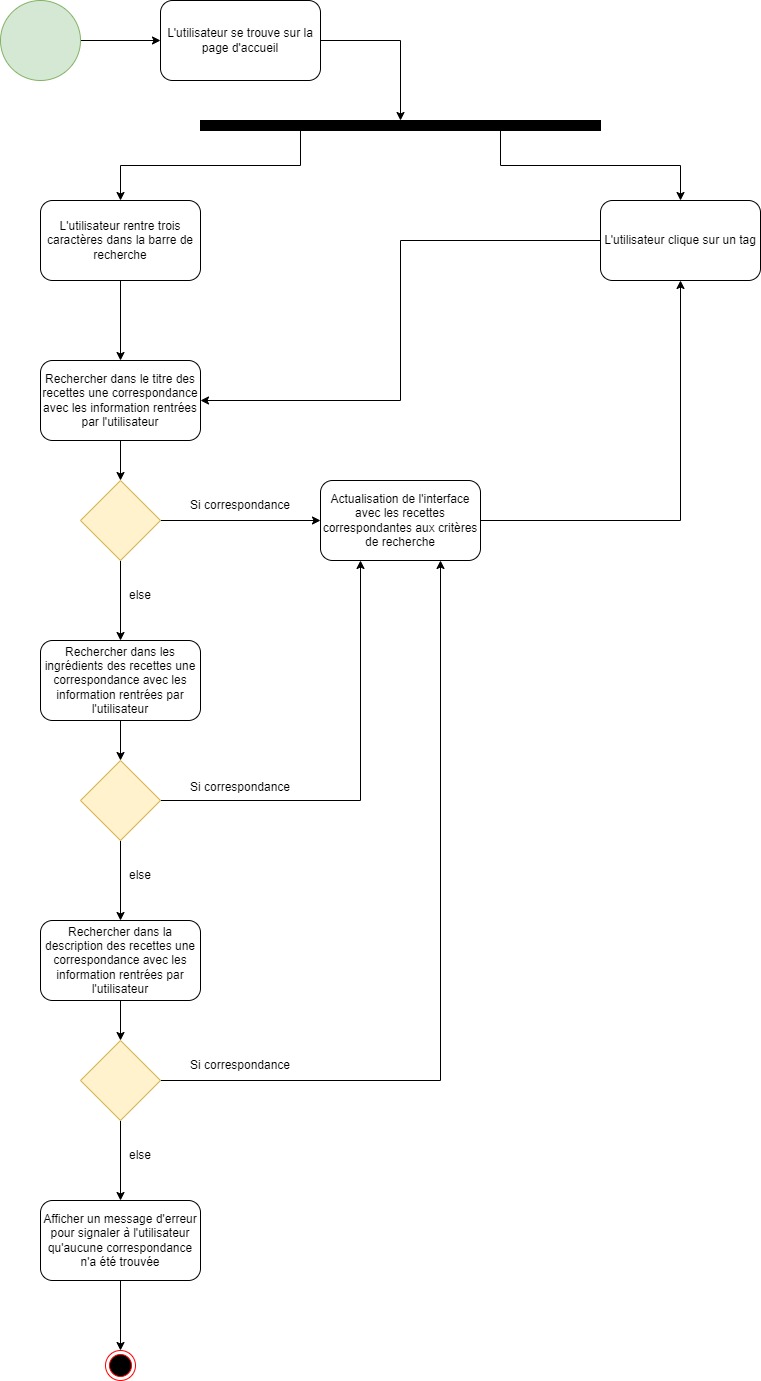 L'utilisateur se trouve sur la
page d'accueil
L'utilisateur rentre trois
caractères dans la barre de
recherche
L'utilisateur clique sur un tag
Rechercher dans le titre des
recettes une correspondance
avec les information rentrées
par l'utilisateur
Si correspondance
Actualisation de l'interface
avec les recettes
correspondantes aux critères
de recherche
else
Rechercher dans les
ingrédients des recettes une
correspondance avec les
information rentrées par
l'utilisateur
Si correspondance
else
Rechercher dans la
description des recettes une
correspondance avec les
information rentrées par
l'utilisateur
Si correspondance
else
Afficher un message d'erreur
pour signaler à l'utilisateur
qu'aucune correspondance
n'a été trouvée